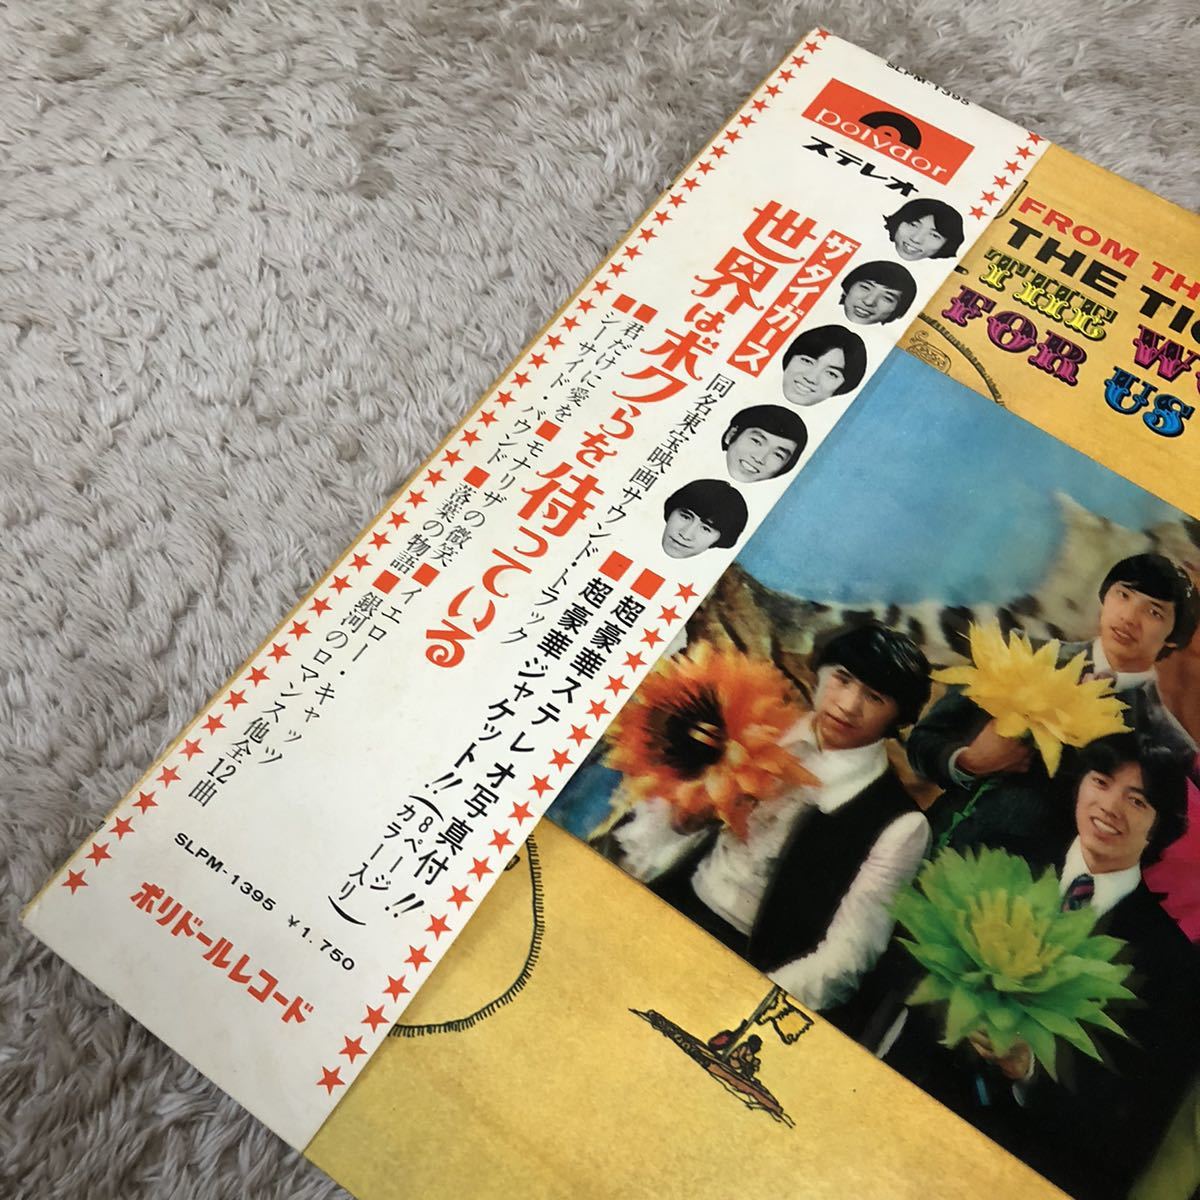 SLPM-1395
polydor
ステレオ
ザ・タイガース
世界はボクらを待っている
同名東宝映画サウンド・トラック
■超豪華ステレオ写真付!!
■超豪華ジャケット!!(8ページ・カラー入り)
■君だけに愛を■モナリザの微笑■イエロー・キャッツ
■シーサイド・バウンド■落葉の物語■銀河のロマンス他全12曲
SLPM-1395 ¥1.750
ポリドールレコード
FROM TH
THE TIG
THE W
FOR US